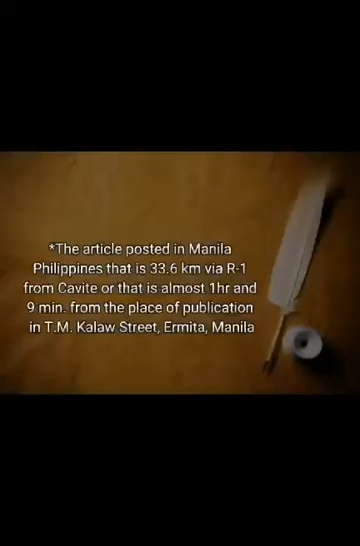 *The article posted in Manila
Philippines that is 33.6 km via R-1
from Cavite or that is almost 1hr and
9 min. from the place of publication
in T.M. Kalaw Street, Ermita, Manila